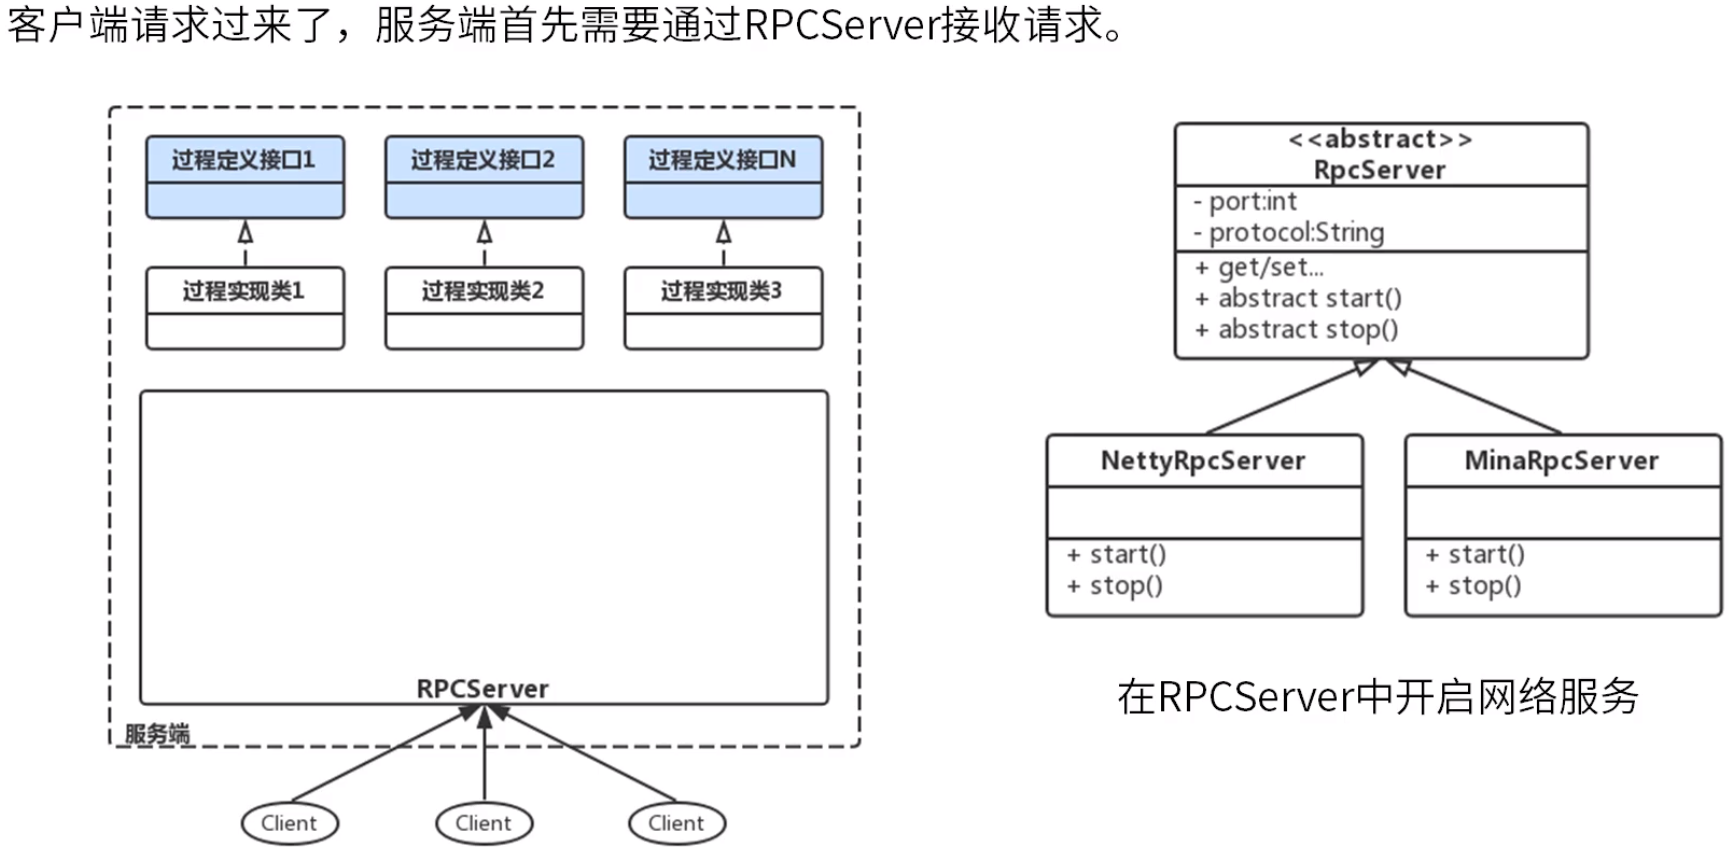 客户端请求过来了，服务端首先需要通过RPCServer接收请求。
过程定义接口1
过程定义接口2
过程定义接口N
过程实现类1
过程实现类2
过程实现类3
RPCServer
服务端
Client
Client
Client
<<abstract>>
RpcServer
- port:int
- protocol:String
+ get/set...
+ abstract start()
+ abstract stop()
NettyRpcServer
+ start()
+ stop()
MinaRpcServer
+ start()
+ stop()
在RPCServer中开启网络服务